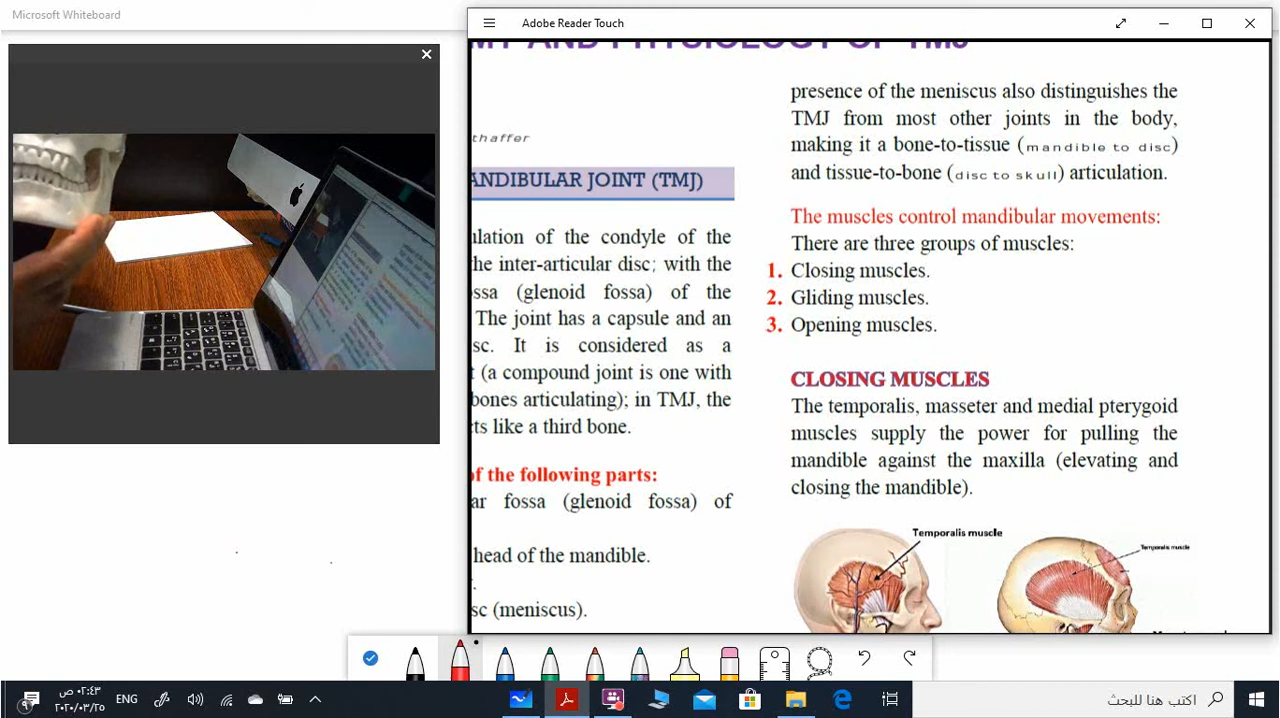 Microsoft Whiteboard
Adobe Reader Touch
MY AND PHYSIOLOGY OF TMJ
thaffer
ANDIBULAR JOINT (TMJ)
ulation of the condyle of the
he inter-articular disc; with the
ssa (glenoid fossa) of the
The joint has a capsule and an
sc. It is considered as a
t (a compound joint is one with
bones articulating); in TMJ, the
cts like a third bone.
of the following parts:
ar fossa (glenoid fossa) of
head of the mandible.
sc (meniscus).
presence of the meniscus also distinguishes the
TMJ from most other joints in the body,
making it a bone-to-tissue (mandible to disc)
and tissue-to-bone (disc to skull) articulation.
The muscles control mandibular movements:
There are three groups of muscles:
1. Closing muscles.
2. Gliding muscles.
3. Opening muscles.
CLOSING MUSCLES
The temporalis, masseter and medial pterygoid
muscles supply the power for pulling the
mandible against the maxilla (elevating and
closing the mandible).
Temporalis muscle
Temporalis muscle
٠٢:٤٣ ص
٢٠٢٠/٠٣/٢٥
ENG
اكتب هنا للبحث